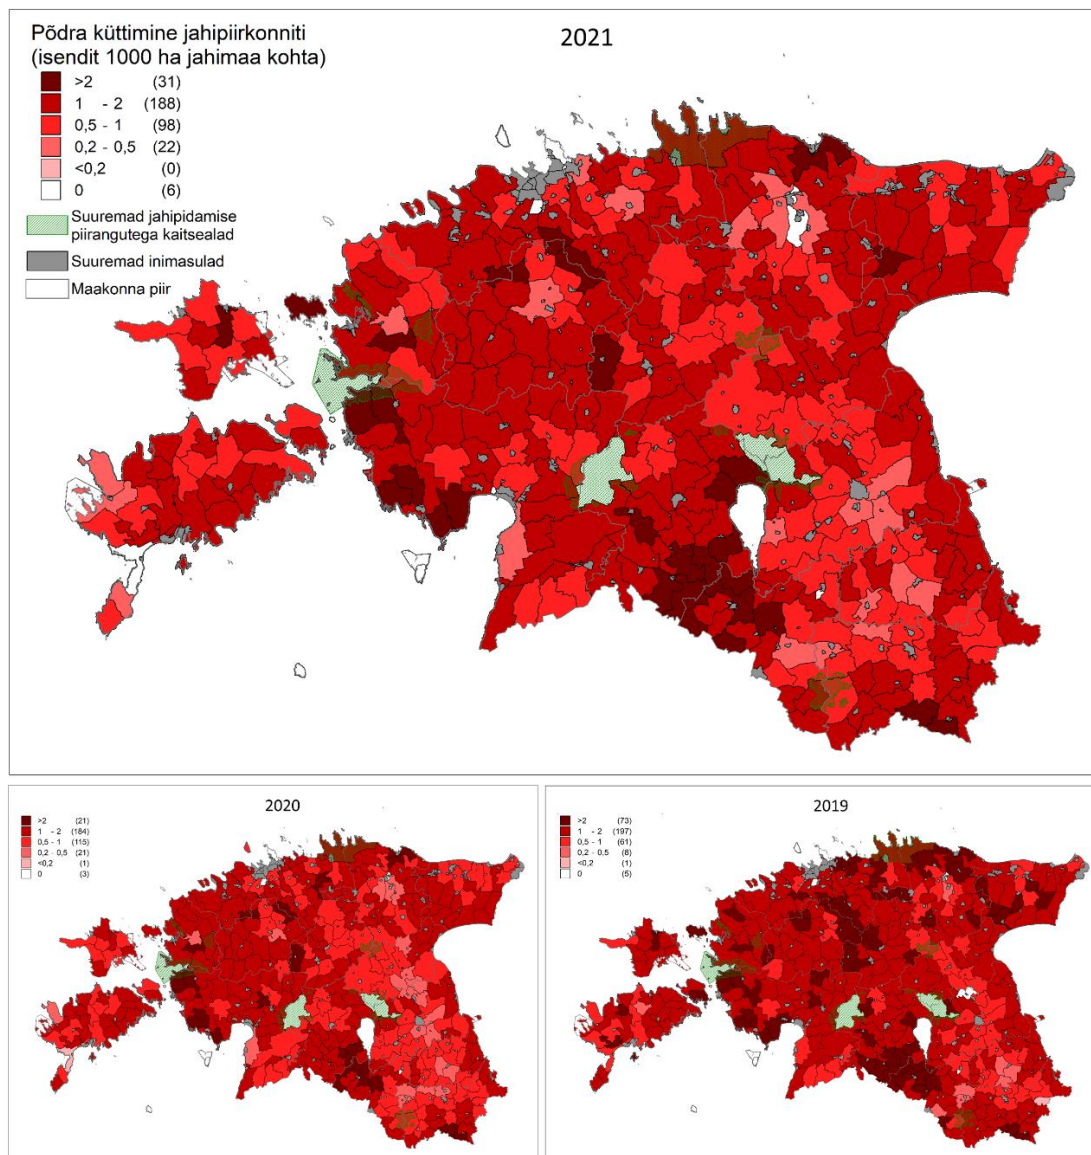 Põdra küttimine jahipiirkonniti
(isendit 1000 ha jahimaa kohta)
2021
>2 (31)
1 - 2 (188)
0,5 - 1 (98)
0,2 - 0,5 (22)
<0,2 (0)
0 (6)
Suuremad jahipidamise
piirangutega kaitsealad
Suuremad inimasulad
Maakonna piir
2020
>2 (21)
1 - 2 (184)
0,5 - 1 (115)
0,2 - 0,5 (21)
<0,2 (1)
0 (3)
2019
>2 (73)
1 - 2 (197)
0,5 - 1 (61)
0,2 - 0,5 (8)
<0,2 (1)
0 (5)